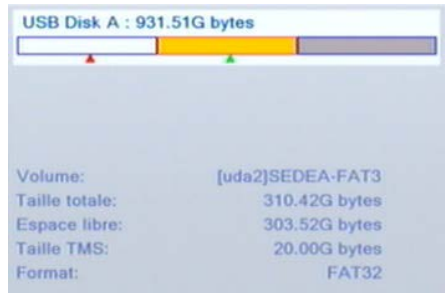 USB Disk A : 931.51G bytes
Volume: [uda2]SEDEA-FAT3
Taille totale: 310.42G bytes
Espace libre: 303.52G bytes
Taille TMS: 20.00G bytes
Format: FAT32